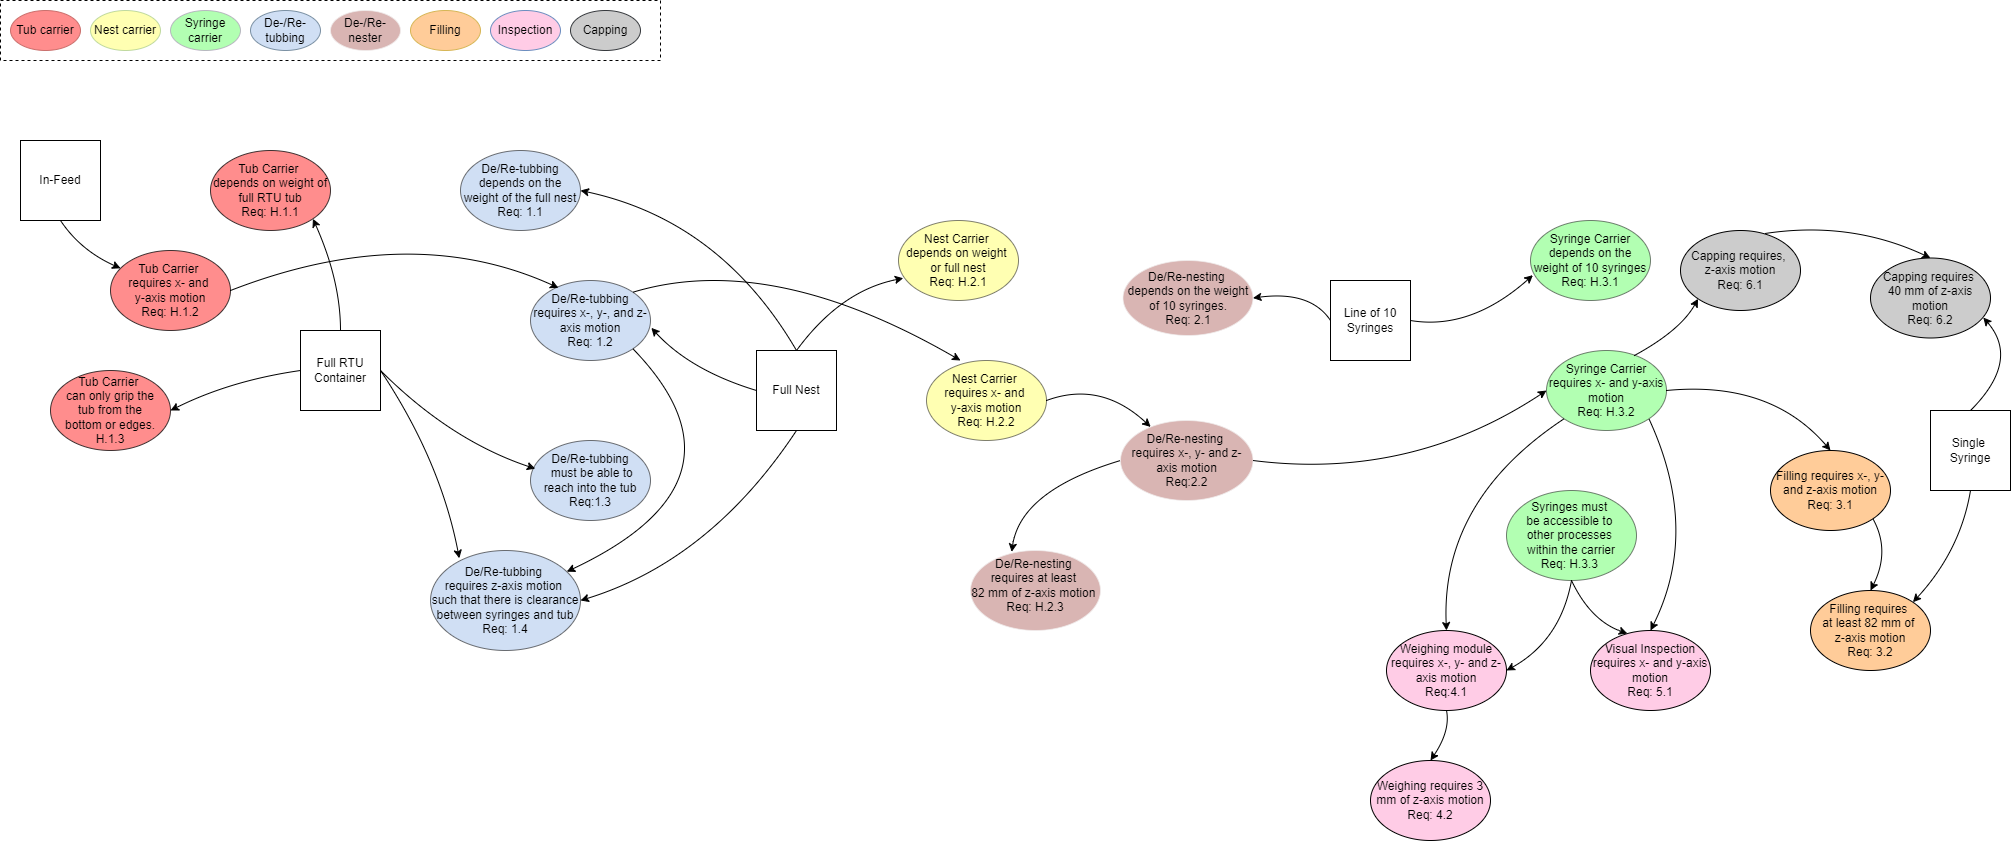 Tub carrier
Nest carrier
Syringe
carrier
De-/Re-
tubbing
De-/Re-
nester
Filling
Inspection
Capping
In-Feed
Tub Carrier
depends on weight of
full RTU tub
Req: H.1.1
Tub Carrier
requires x- and
y-axis motion
Req: H.1.2
Full RTU
Container
Tub Carrier
can only grip the
tub from the
bottom or edges.
H.1.3
De/Re-tubbing
depends on the
weight of the full nest
Req: 1.1
De/Re-tubbing
requires x-, y-, and z-
axis motion
Req: 1.2
De/Re-tubbing
must be able to
reach into the tub
Req:1.3
De/Re-tubbing
requires z-axis motion
such that there is clearance
between syringes and tub
Req: 1.4
Full Nest
Nest Carrier
depends on weight
or full nest
Req: H.2.1
Nest Carrier
requires x- and
y-axis motion
Req: H.2.2
De/Re-nesting
depends on the weight
of 10 syringes.
Req: 2.1
De/Re-nesting
requires x-, y- and z-
axis motion
Req:2.2
De/Re-nesting
requires at least
82 mm of z-axis motion
Req: H.2.3
Line of 10
Syringes
Syringe Carrier
depends on the
weight of 10 syringes
Req: H.3.1
Syringe Carrier
requires x- and y-axis
motion
Req: H.3.2
Syringes must
be accessible to
other processes
within the carrier
Req: H.3.3
Capping requires,
z-axis motion
Req: 6.1
Capping requires
40 mm of z-axis
motion
Req: 6.2
Single
Syringe
Filling requires x-, y-
and z-axis motion
Req: 3.1
Filling requires
at least 82 mm of
z-axis motion
Req: 3.2
Weighing module
requires x-, y- and z-
axis motion
Req:4.1
Visual Inspection
requires x- and y-axis
motion
Req: 5.1
Weighing requires 3
mm of z-axis motion
Req: 4.2